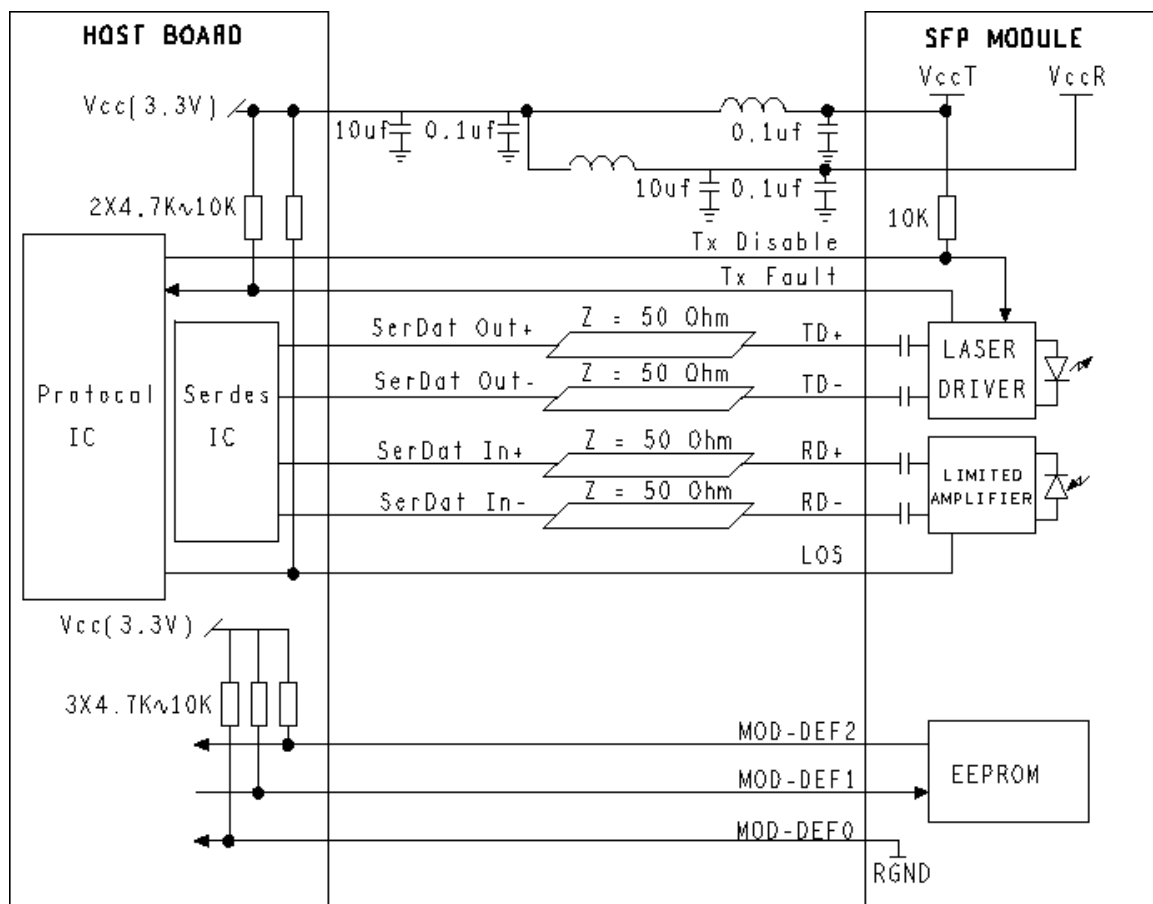 HOST BOARD
SFP MODULE
VccT
VccR
Vcc(3.3V)
10uf
0.1uf
0.1uf
10uf
0.1uf
2X4.7K∿10K
10K
Tx Disable
Tx Fault
Protocal
IC
Serdes
IC
SerDat Out+
Z = 50 Ohm
TD+
SerDat Out-
Z = 50 Ohm
TD-
LASER
DRIVER
SerDat In+
Z = 50 Ohm
RD+
SerDat In-
Z = 50 Ohm
RD-
LIMITED
AMPLIFIER
LOS
Vcc(3.3V)
3X4.7K∿10K
MOD-DEF2
MOD-DEF1
MOD-DEF0
EEPROM
RGND